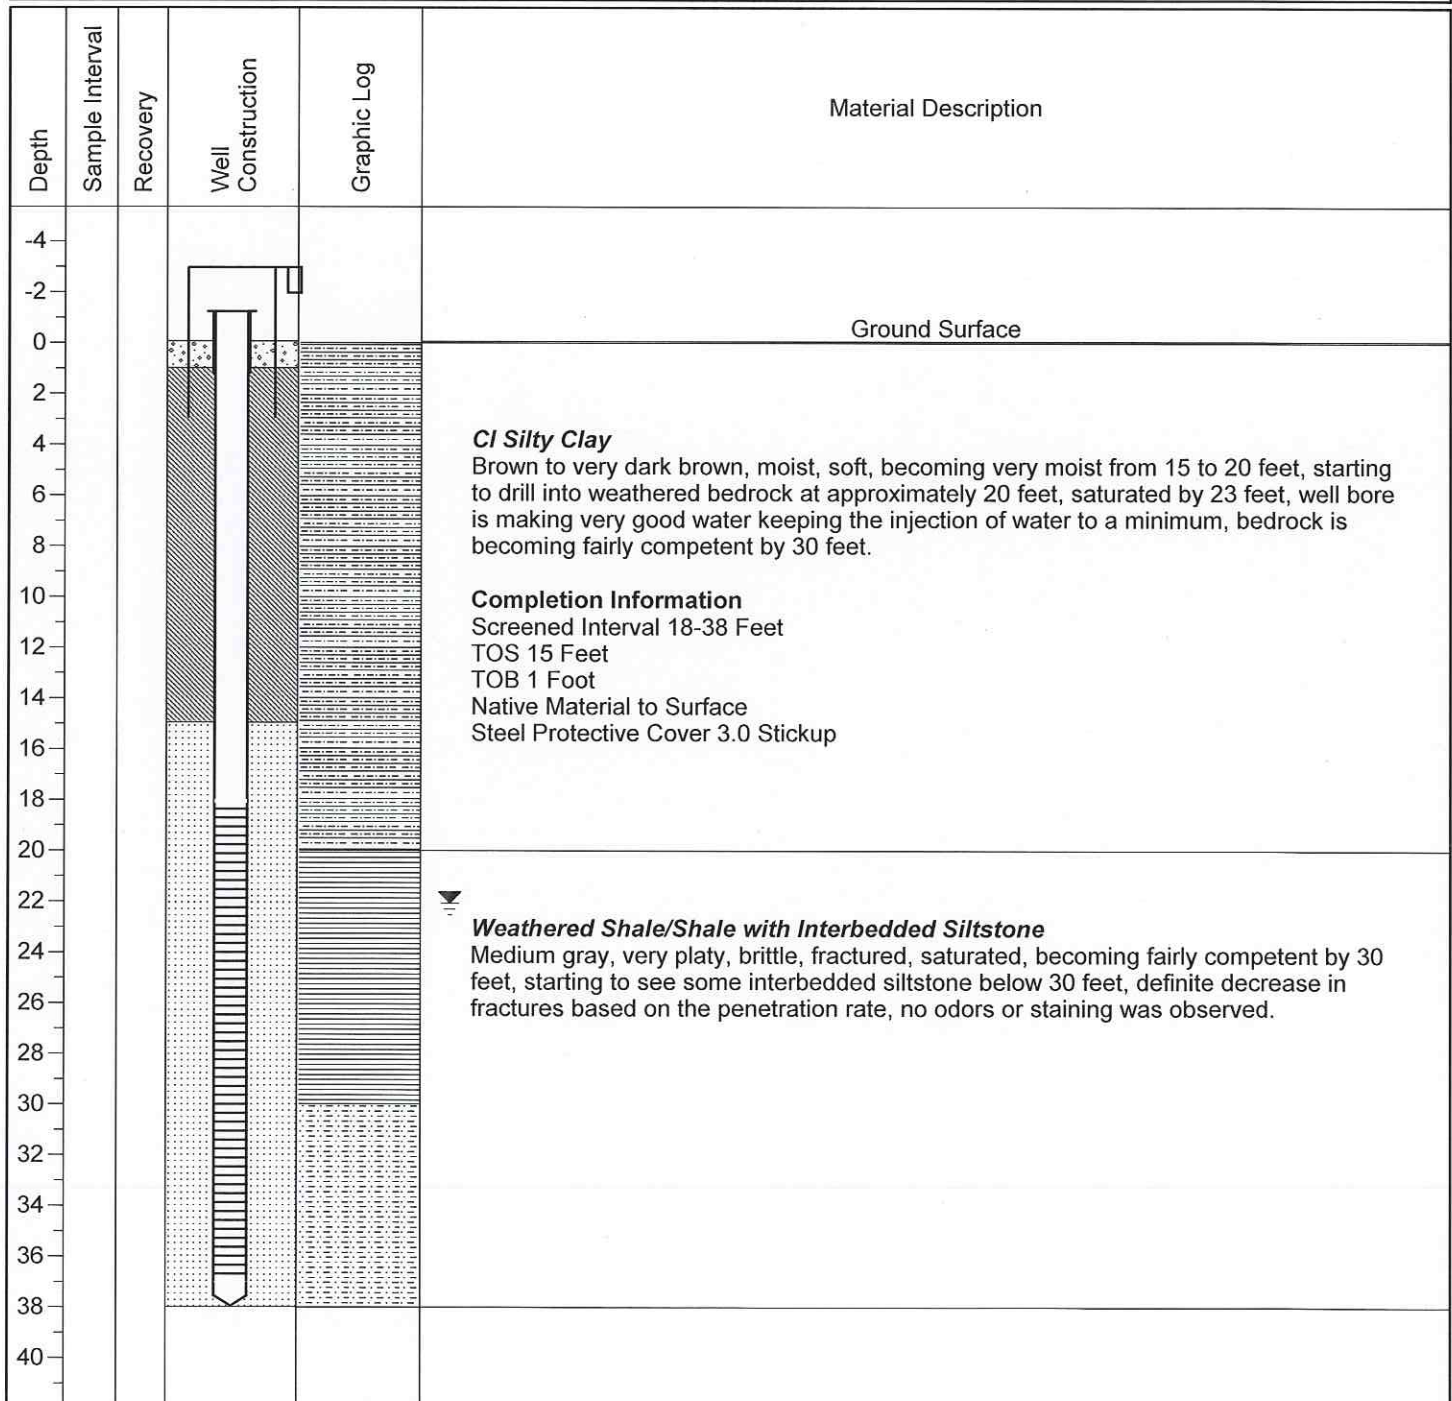 Depth
Sample Interval
Recovery
Well
Construction
Graphic Log
Material Description
-4
-2
0
2
4
6
8
10
12
14
16
18
20
22
24
26
28
30
32
34
36
38
40
Ground Surface
Cl Silty Clay
Brown to very dark brown, moist, soft, becoming very moist from 15 to 20 feet, starting
to drill into weathered bedrock at approximately 20 feet, saturated by 23 feet, well bore
is making very good water keeping the injection of water to a minimum, bedrock is
becoming fairly competent by 30 feet.
Completion Information
Screened Interval 18-38 Feet
TOS 15 Feet
TOB 1 Foot
Native Material to Surface
Steel Protective Cover 3.0 Stickup
Weathered Shale/Shale with Interbedded Siltstone
Medium gray, very platy, brittle, fractured, saturated, becoming fairly competent by 30
feet, starting to see some interbedded siltstone below 30 feet, definite decrease in
fractures based on the penetration rate, no odors or staining was observed.